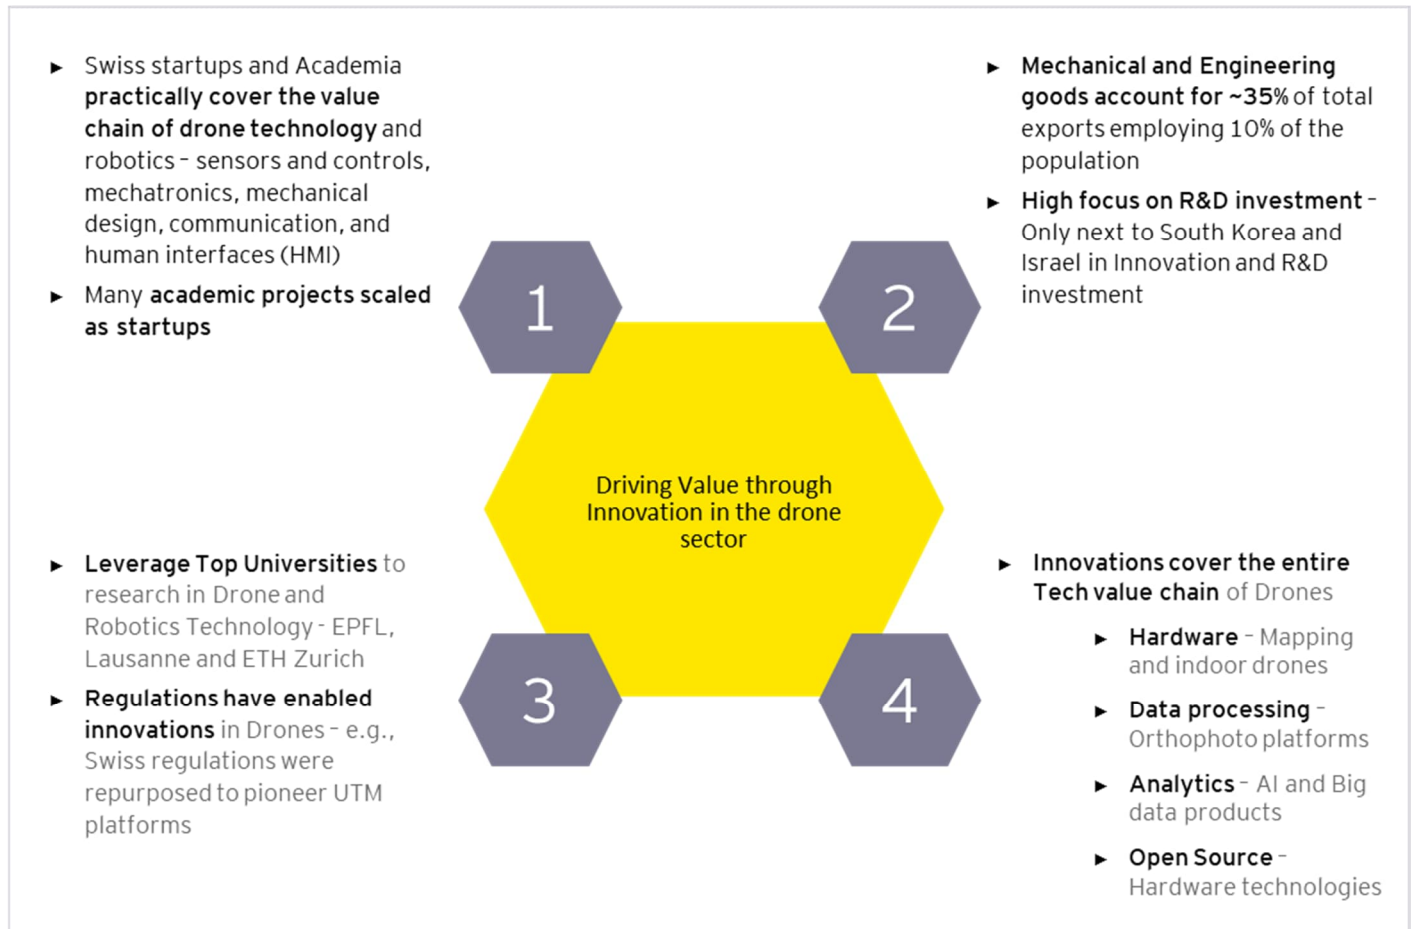 ► Swiss startups and Academia
practically cover the value
chain of drone technology and
robotics – sensors and controls,
mechatronics, mechanical
design, communication, and
human interfaces (HMI)
► Many academic projects scaled
as startups
1
► Mechanical and Engineering
goods account for ~35% of total
exports employing 10% of the
population
► High focus on R&D investment –
Only next to South Korea and
Israel in Innovation and R&D
investment
2
Driving Value through
Innovation in the drone
sector
► Leverage Top Universities to
research in Drone and
Robotics Technology - EPFL,
Lausanne and ETH Zurich
► Regulations have enabled
innovations in Drones – e.g.,
Swiss regulations were
repurposed to pioneer UTM
platforms
3
► Innovations cover the entire
Tech value chain of Drones
► Hardware – Mapping
and indoor drones
► Data processing –
Orthophoto platforms
► Analytics – AI and Big
data products
► Open Source –
Hardware technologies
4